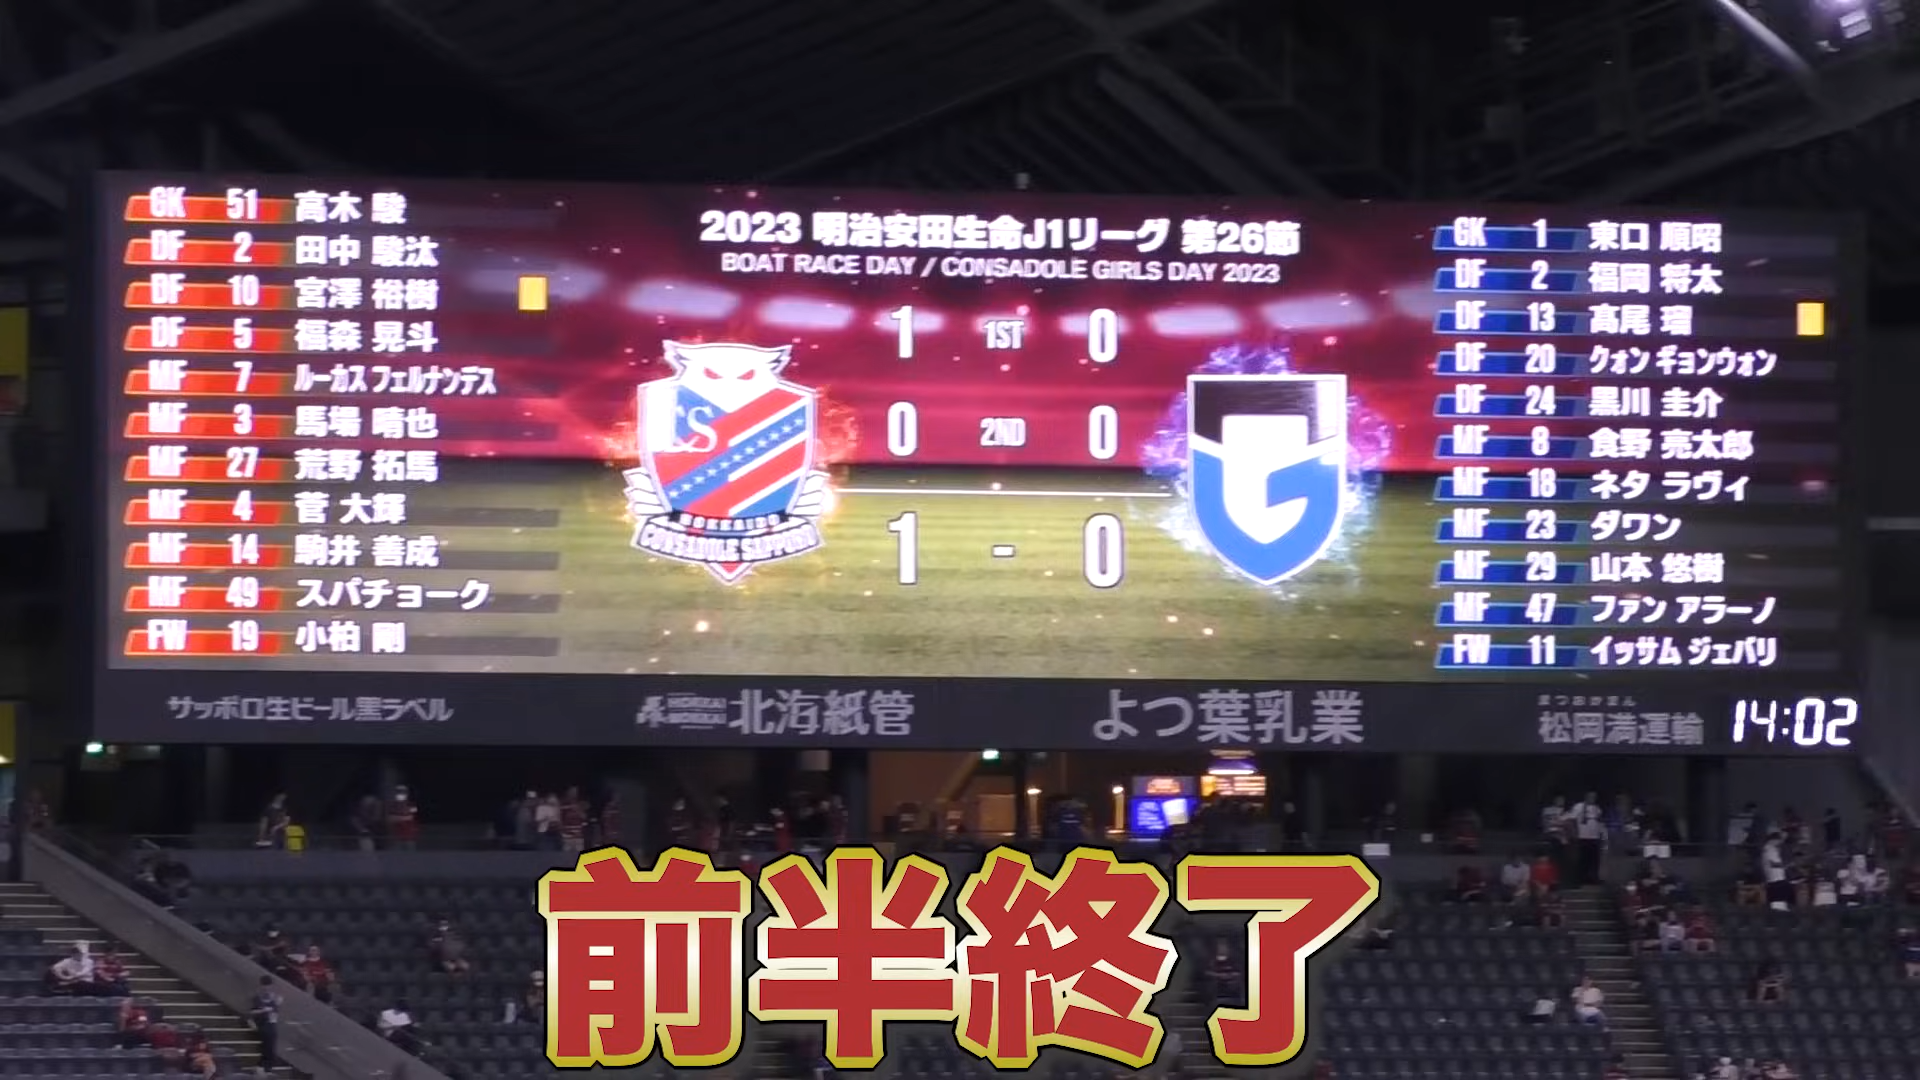 2023 明治安田生命J1リーグ 第26節
BOAT RACE DAY / CONSADOLE GIRLS DAY 2023
GK 51 高木 駿
DF 2 田中 駿汰
DF 10 宮澤 裕樹
DF 5 福森 晃斗
MF 7 ルーカス フェルナンデス
MF 3 馬場 晴也
MF 27 荒野 拓馬
MF 4 菅 大輝
MF 14 駒井 善成
MF 49 スパチョーク
FW 19 小柏 剛
1 1ST 0
0 2ND 0
1 - 0
CS
HOKKAIDO
CONSADOLE SAPPORO
G
GK 1 東口 順昭
DF 2 福岡 将太
DF 13 髙尾 瑠
DF 20 クォン ギョンウォン
DF 24 黒川 圭介
MF 8 食野 亮太郎
MF 18 ネタ ラヴィ
MF 23 ダワン
MF 29 山本 悠樹
MF 47 ファン アラーノ
FW 11 イッサム ジェバリ
サッポロ生ビール黒ラベル
HOKKAI
HOKKAI
北海紙管
よつ葉乳業
まつおかまん
松岡満運輸
14:02
前半終了